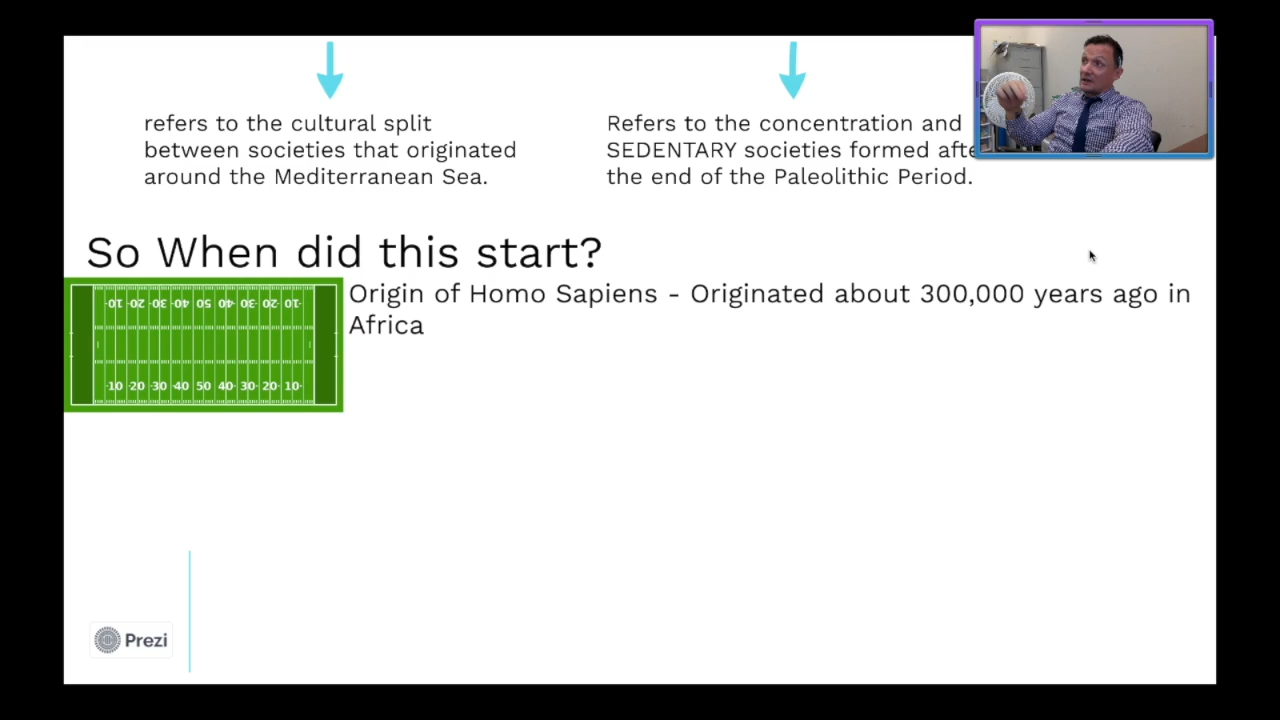 refers to the cultural split
between societies that originated
around the Mediterranean Sea.
Refers to the concentration and
SEDENTARY societies formed afte
the end of the Paleolithic Period.
So When did this start?
Origin of Homo Sapiens - Originated about 300,000 years ago in
Africa
10 20 30 40 50 40 30 20 10
10 20 30 40 50 40 30 20 10
Prezi